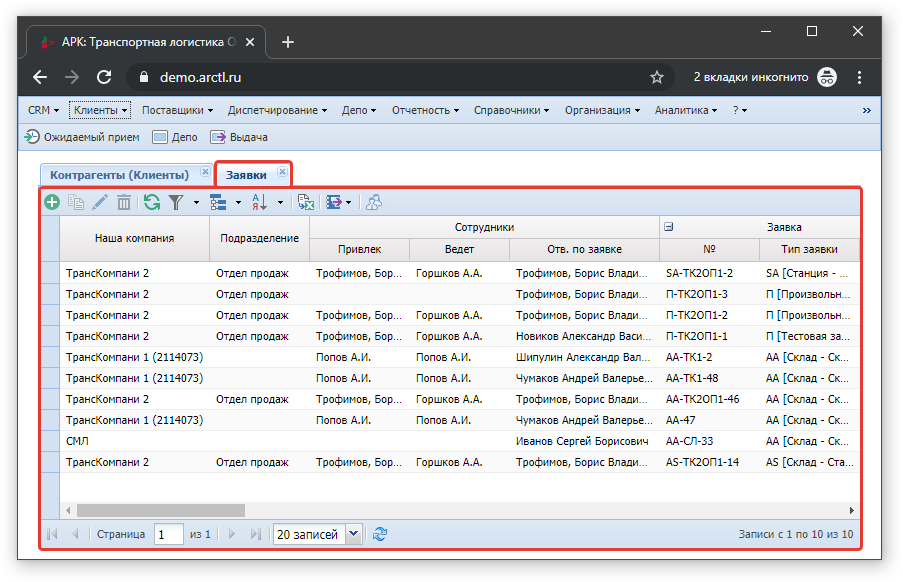 АРК: Транспортная логистика О
demo.arctl.ru
2 вкладки инкогнито
CRM Клиенты Поставщики Диспетчирование Депо Отчетность Справочники Организация Аналитика ? »
Ожидаемый прием Депо Выдача
Контрагенты (Клиенты) Заявки
Сотрудники Заявка
Наша компания Подразделение Привлек Ведет Отв. по заявке № Тип заявки
ТрансКомпани 2 Отдел продаж Трофимов, Бор... Горшков А.А. Трофимов, Борис Влади... SA-ТК2ОП1-2 SA [Станция - ...
ТрансКомпани 2 Отдел продаж Трофимов, Борис Влади... П-ТК2ОП1-3 П [Произвольн...
ТрансКомпани 2 Отдел продаж Трофимов, Бор... Горшков А.А. Трофимов, Борис Влади... П-ТК2ОП1-2 П [Произвольн...
ТрансКомпани 2 Отдел продаж Трофимов, Бор... Горшков А.А. Новиков Александр Васи... П-ТК2ОП1-1 П [Тестовая за...
ТрансКомпани 1 (2114073) Попов А.И. Попов А.И. Шипулин Александр Вал... АА-ТК1-2 АА [Склад - Ск...
ТрансКомпани 1 (2114073) Попов А.И. Попов А.И. Чумаков Андрей Валерье... АА-ТК1-48 АА [Склад - Ск...
ТрансКомпани 2 Отдел продаж Трофимов, Бор... Горшков А.А. Трофимов, Борис Влади... АА-ТК2ОП1-46 АА [Склад - Ск...
ТрансКомпани 1 (2114073) Попов А.И. Попов А.И. Чумаков Андрей Валерье... АА-47 АА [Склад - Ск...
СМЛ Иванов Сергей Борисович АА-СЛ-33 АА [Склад - Ск...
ТрансКомпани 2 Отдел продаж Трофимов, Бор... Горшков А.А. Трофимов, Борис Влади... AS-ТК2ОП1-14 AS [Склад - Ста...
Страница 1 из 1 20 записей Записи с 1 по 10 из 10